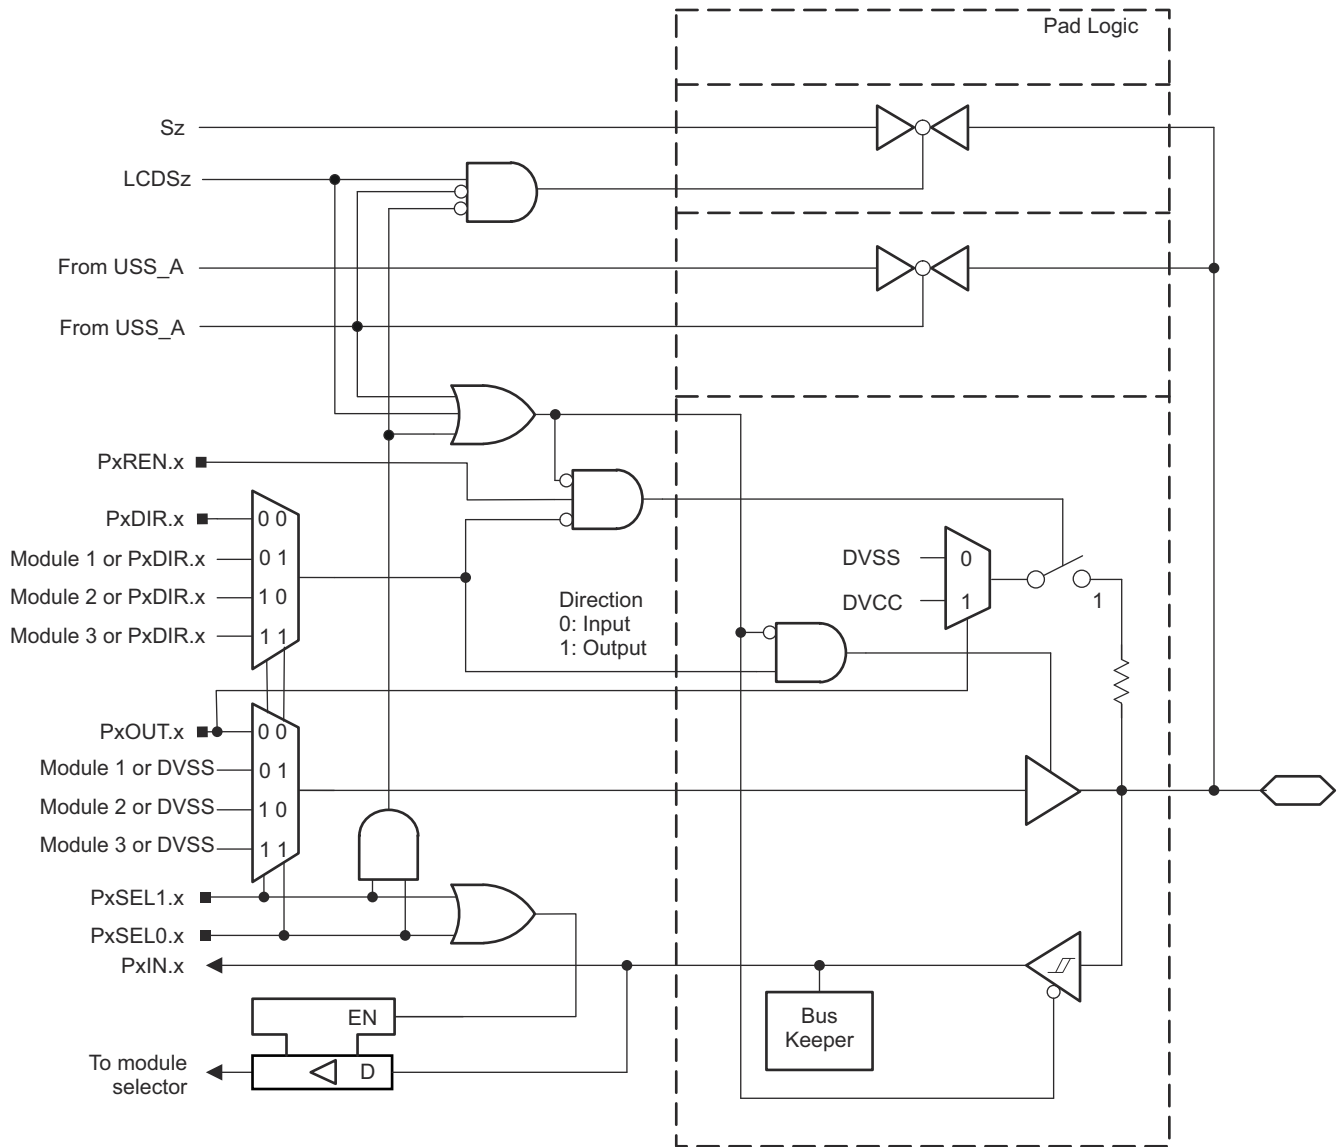 Pad Logic
Sz
LCDSz
From USS_A
From USS_A
PxREN.x
PxDIR.x
0 0
Module 1 or PxDIR.x
0 1
Module 2 or PxDIR.x
1 0
Module 3 or PxDIR.x
1 1
Direction
0: Input
1: Output
DVSS
0
DVCC
1
1
PxOUT.x
0 0
Module 1 or DVSS
0 1
Module 2 or DVSS
1 0
Module 3 or DVSS
1 1
PxSEL1.x
PxSEL0.x
PxIN.x
EN
D
To module
selector
Bus
Keeper